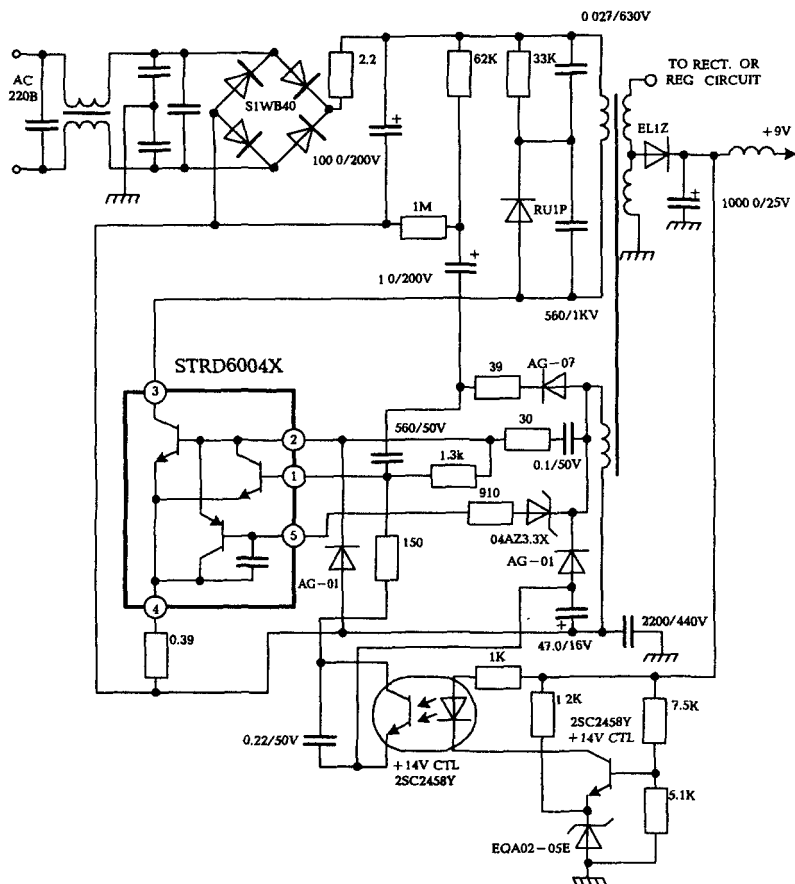 0 027/630V
AC
220В
S1WB40
2.2
62K
33K
TO RECT. OR
REG CIRCUIT
EL1Z
+9V
+
100 0/200V
1M
RU1P
+
1000 0/25V
+
1 0/200V
560/1KV
STRD6004X
3
39
AG-07
560/50V
2
30
0.1/50V
1
1.3k
910
5
04AZ3.3X
150
AG-01
AG-01
4
0.39
+
47.0/16V
2200/440V
1K
1 2K
2SC2458Y
+14V CTL
7.5K
0.22/50V
+14V CTL
2SC2458Y
5.1K
EQA02-05E